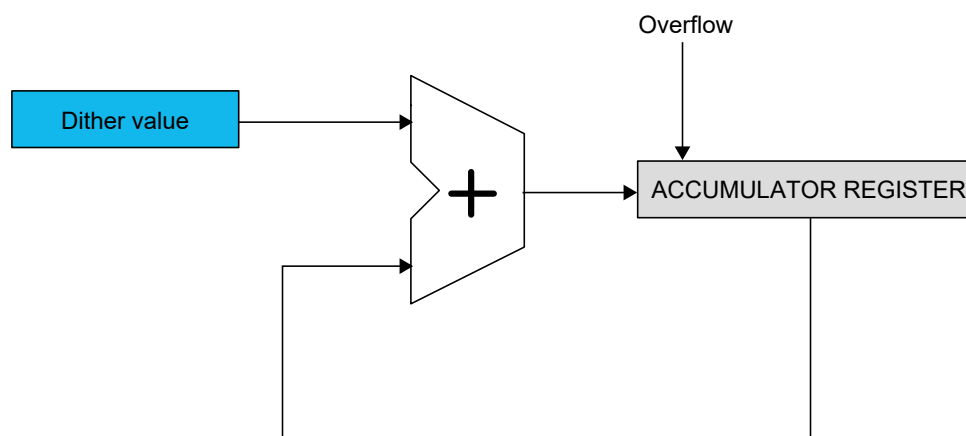 Overflow
Dither value
+
ACCUMULATOR REGISTER